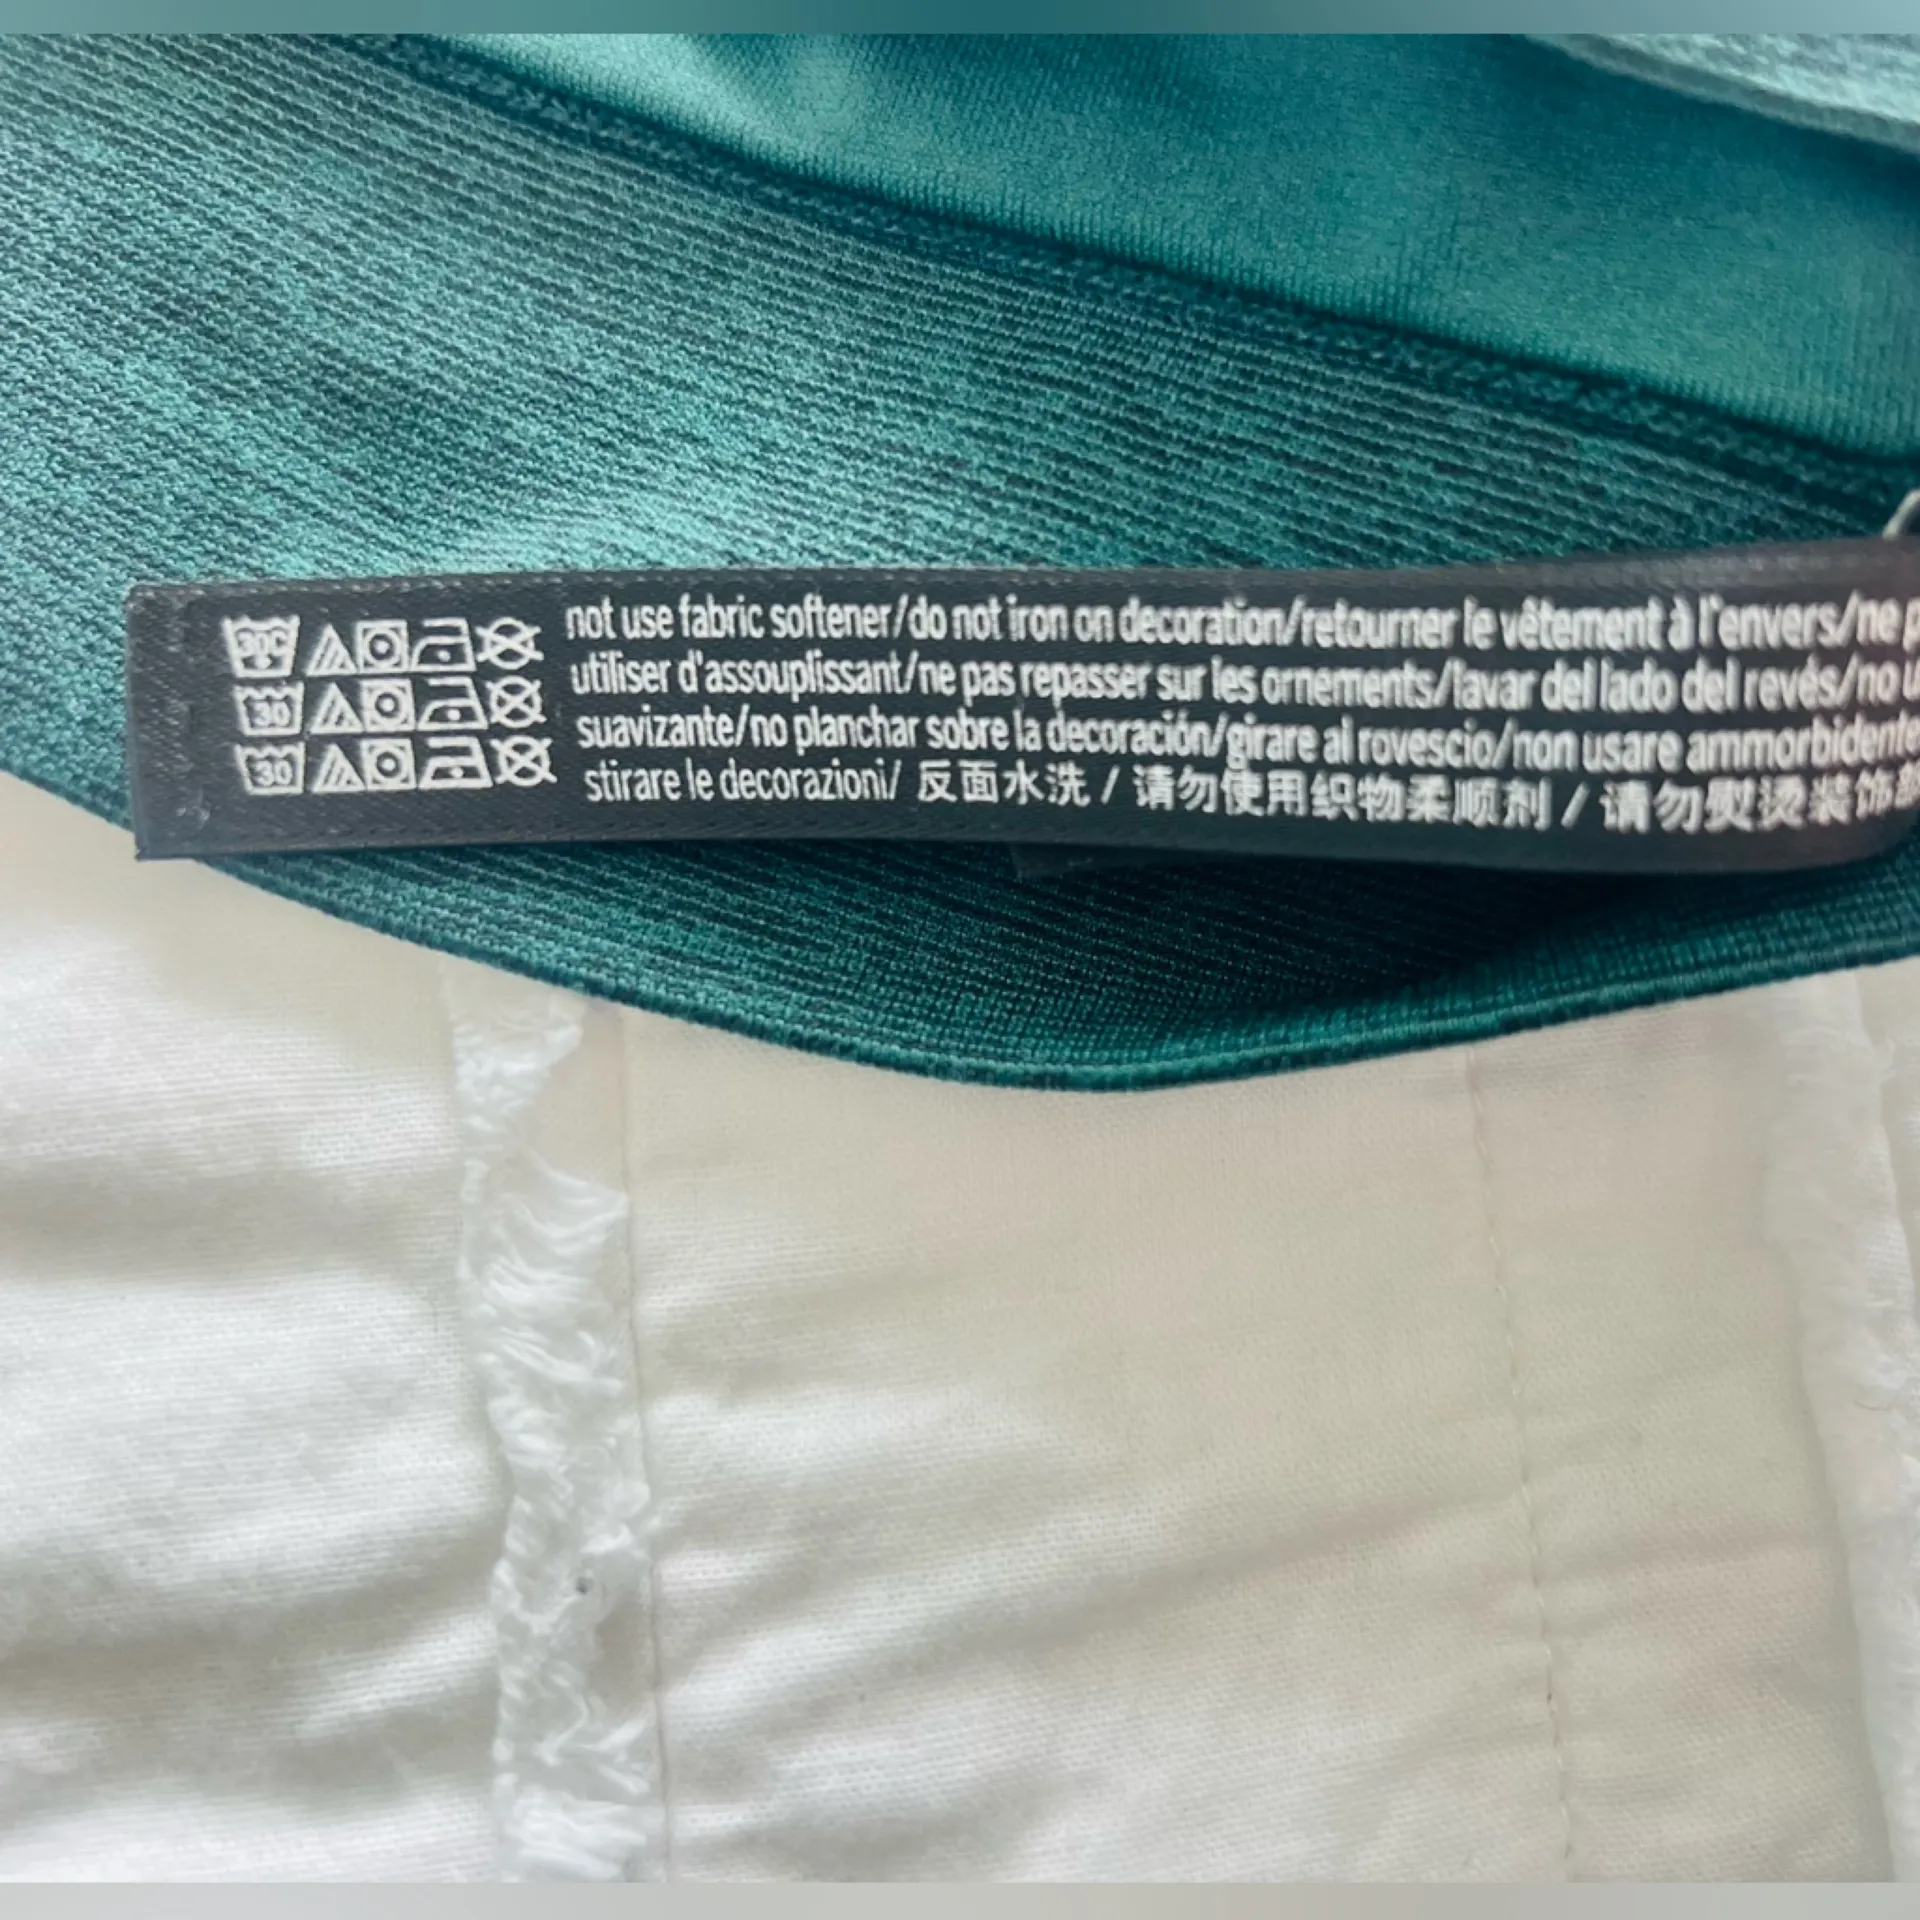 30C not use fabric softener/do not iron on decoration/retourner le vêtement à l'envers/ne
30 utiliser d'assouplissant/ne pas repasser sur les ornements/lavar del lado del revés/no
30 suavizante/no planchar sobre la decoración/girare al rovescio/non usare ammorbidente
stirare le decorazioni/ 反面水洗 / 请勿使用织物柔顺剂 / 请勿熨烫装饰